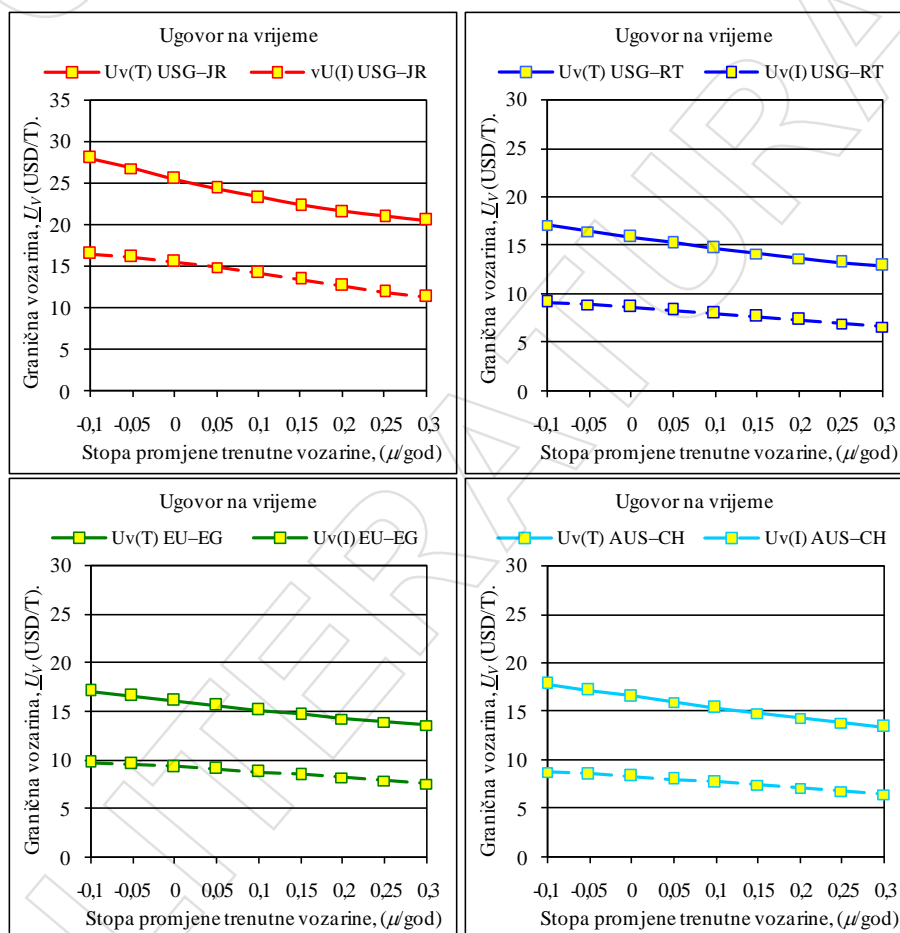 Ugovor na vrijeme
Uv(T) USG–JR vU(I) USG–JR
Granična vozarina, U_V (USD/T).
35
30
25
20
15
10
5
0
-0,1 -0,05 0 0,05 0,1 0,15 0,2 0,25 0,3
Stopa promjene trenutne vozarine, (μ/god)
Ugovor na vrijeme
Uv(T) USG–RT Uv(I) USG–RT
Granična vozarina, U_V (USD/T).
30
25
20
15
10
5
0
-0,1 -0,05 0 0,05 0,1 0,15 0,2 0,25 0,3
Stopa promjene trenutne vozarine, (μ/god)
Ugovor na vrijeme
Uv(T) EU–EG Uv(I) EU–EG
Granična vozarina, U_V (USD/T).
30
25
20
15
10
5
0
-0,1 -0,05 0 0,05 0,1 0,15 0,2 0,25 0,3
Stopa promjene trenutne vozarine, (μ/god)
Ugovor na vrijeme
Uv(T) AUS–CH Uv(I) AUS–CH
Granična vozarina, U_V (USD/T).
30
25
20
15
10
5
0
-0,1 -0,05 0 0,05 0,1 0,15 0,2 0,25 0,3
Stopa promjene trenutne vozarine, (μ/god)
LITERATURA